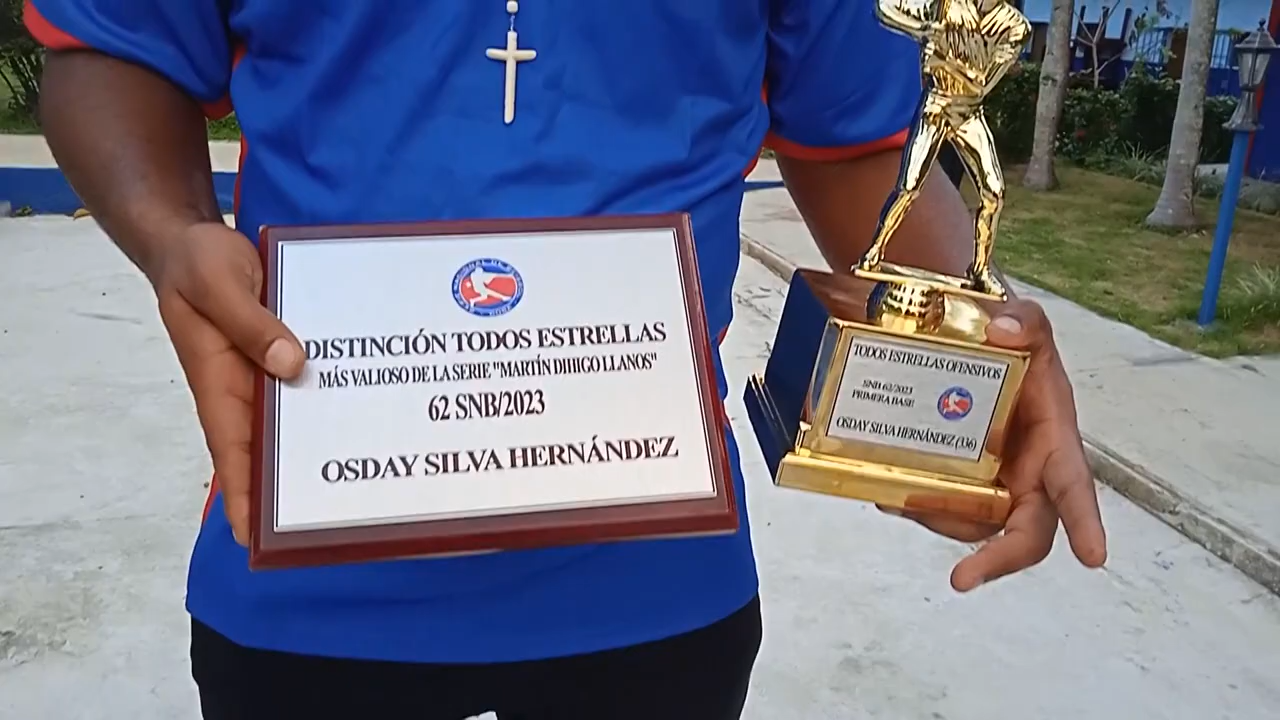 DISTINCIÓN TODOS ESTRELLAS
MÁS VALIOSO DE LA SERIE "MARTÍN DIHIGO LLANOS"
62 SNB/2023
OSDAY SILVA HERNÁNDEZ
TODOS ESTRELLAS OFENSIVOS
SNB 62/2023
PRIMERA BASE
OSDAY SILVA HERNÁNDEZ (336)